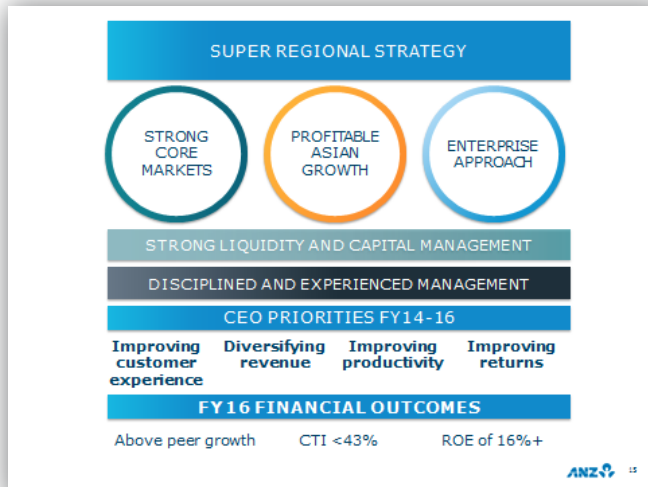 SUPER REGIONAL STRATEGY
STRONG
CORE
MARKETS
PROFITABLE
ASIAN
GROWTH
ENTERPRISE
APPROACH
STRONG LIQUIDITY AND CAPITAL MANAGEMENT
DISCIPLINED AND EXPERIENCED MANAGEMENT
CEO PRIORITIES FY14-16
Improving
customer
experience
Diversifying
revenue
Improving
productivity
Improving
returns
FY16 FINANCIAL OUTCOMES
Above peer growth
CTI <43%
ROE of 16%+
ANZ
15